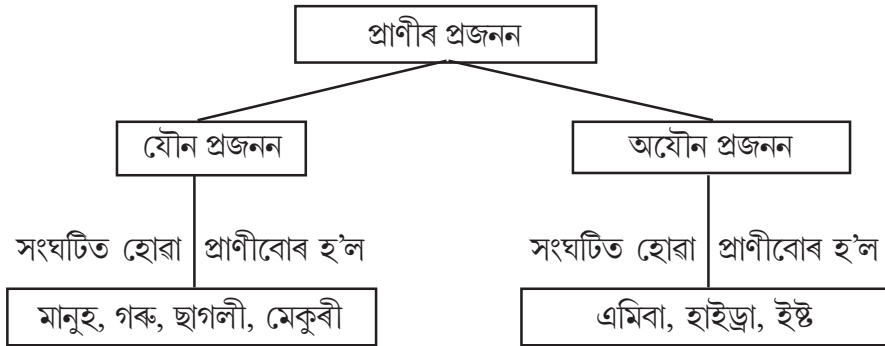 প্ৰাণীৰ প্ৰজনন
যৌন প্ৰজনন
অযৌন প্ৰজনন
সংঘটিত হোৱা প্ৰাণীবোৰ হ’ল
সংঘটিত হোৱা প্ৰাণীবোৰ হ’ল
মানুহ, গৰু, ছাগলী, মেকুৰী
এমিবা, হাইড্ৰা, ইষ্ট